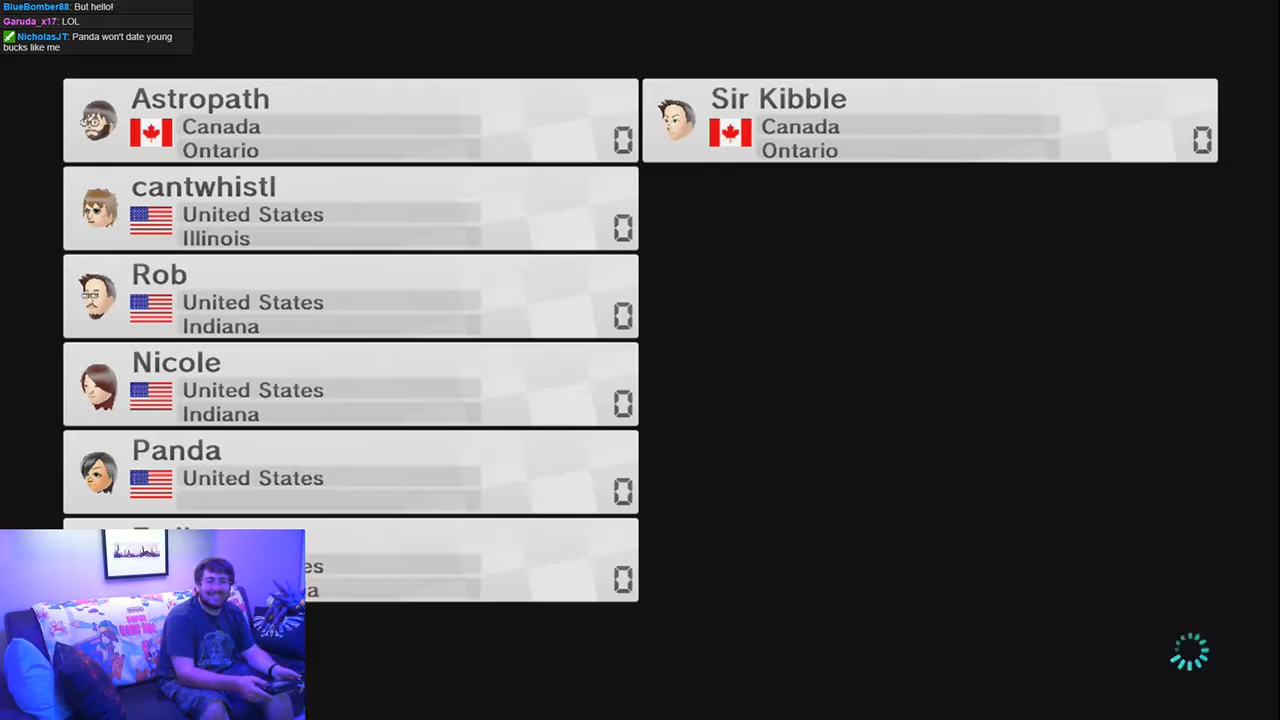 BlueBomber88: But hello!
Garuda_x17: LOL
NicholasJT: Panda won't date young
bucks like me
Astropath
Canada
Ontario
0
Sir Kibble
Canada
Ontario
0
cantwhistl
United States
Illinois
0
Rob
United States
Indiana
0
Nicole
United States
Indiana
0
Panda
United States
0
es
a
0